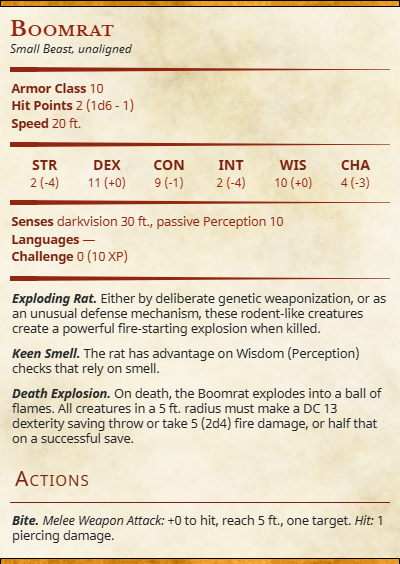 Boomrat
Small Beast, unaligned
Armor Class 10
Hit Points 2 (1d6 - 1)
Speed 20 ft.
STR DEX CON INT WIS CHA
2 (-4) 11 (+0) 9 (-1) 2 (-4) 10 (+0) 4 (-3)
Senses darkvision 30 ft., passive Perception 10
Languages —
Challenge 0 (10 XP)
Exploding Rat. Either by deliberate genetic weaponization, or as
an unusual defense mechanism, these rodent-like creatures
create a powerful fire-starting explosion when killed.
Keen Smell. The rat has advantage on Wisdom (Perception)
checks that rely on smell.
Death Explosion. On death, the Boomrat explodes into a ball of
flames. All creatures in a 5 ft. radius must make a DC 13
dexterity saving throw or take 5 (2d4) fire damage, or half that
on a successful save.
Actions
Bite. Melee Weapon Attack: +0 to hit, reach 5 ft., one target. Hit: 1
piercing damage.